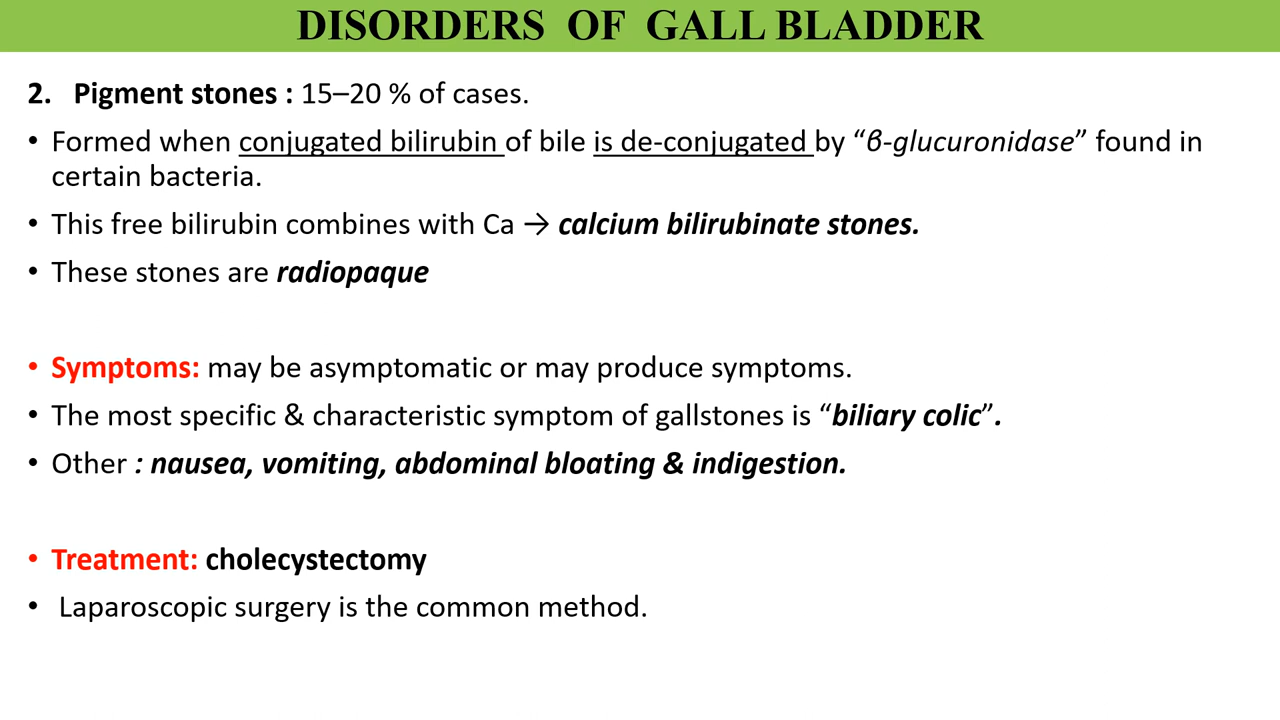 DISORDERS OF GALL BLADDER
2. Pigment stones : 15–20 % of cases.
• Formed when conjugated bilirubin of bile is de-conjugated by “β-glucuronidase” found in
certain bacteria.
• This free bilirubin combines with Ca → calcium bilirubinate stones.
• These stones are radiopaque
• Symptoms: may be asymptomatic or may produce symptoms.
• The most specific & characteristic symptom of gallstones is “biliary colic”.
• Other : nausea, vomiting, abdominal bloating & indigestion.
• Treatment: cholecystectomy
• Laparoscopic surgery is the common method.